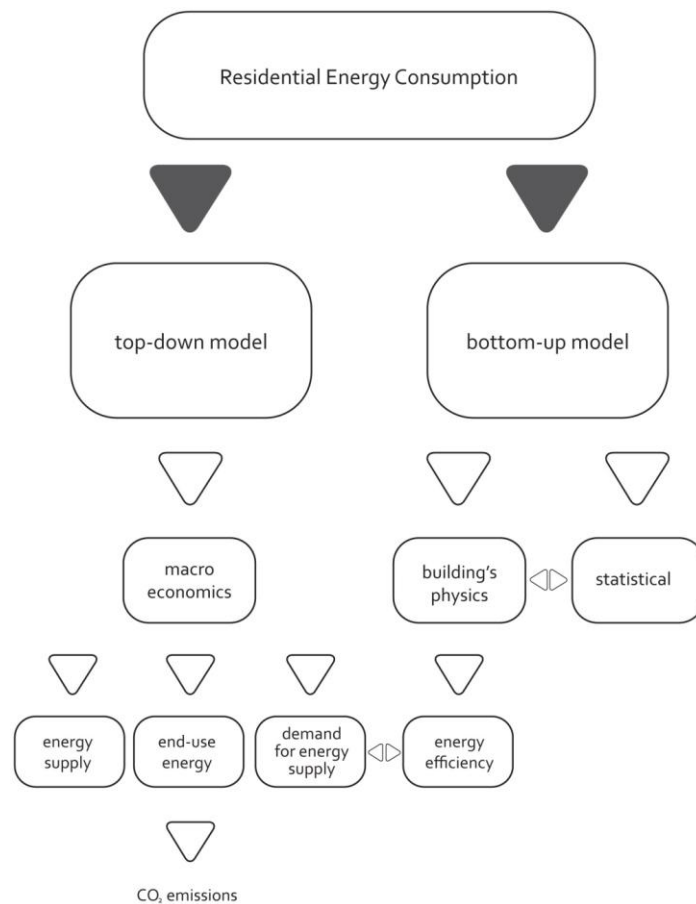 Residential Energy Consumption
top-down model
bottom-up model
macro
economics
building's
physics
statistical
energy
supply
end-use
energy
demand
for energy
supply
energy
efficiency
CO₂ emissions